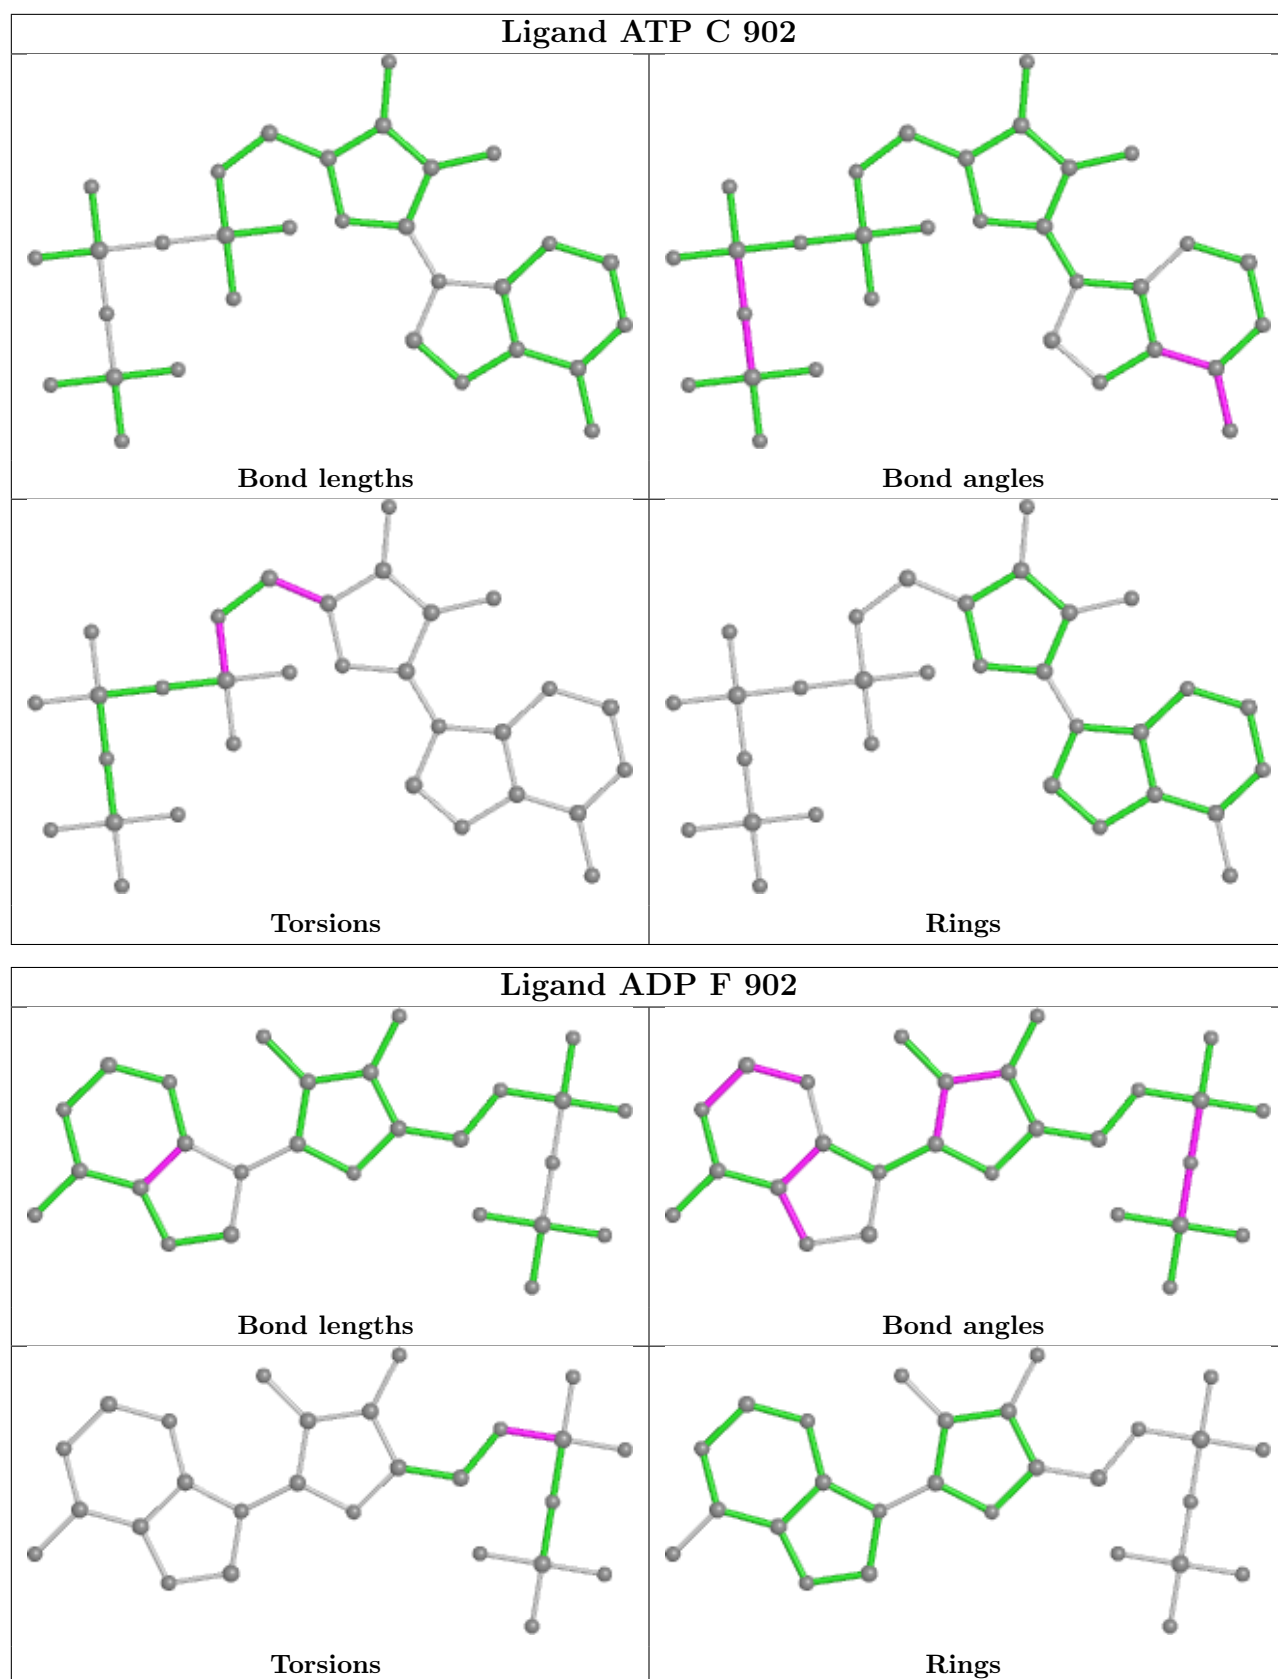 Ligand ATP C 902
Bond lengths
Bond angles
Torsions
Rings
Ligand ADP F 902
Bond lengths
Bond angles
Torsions
Rings